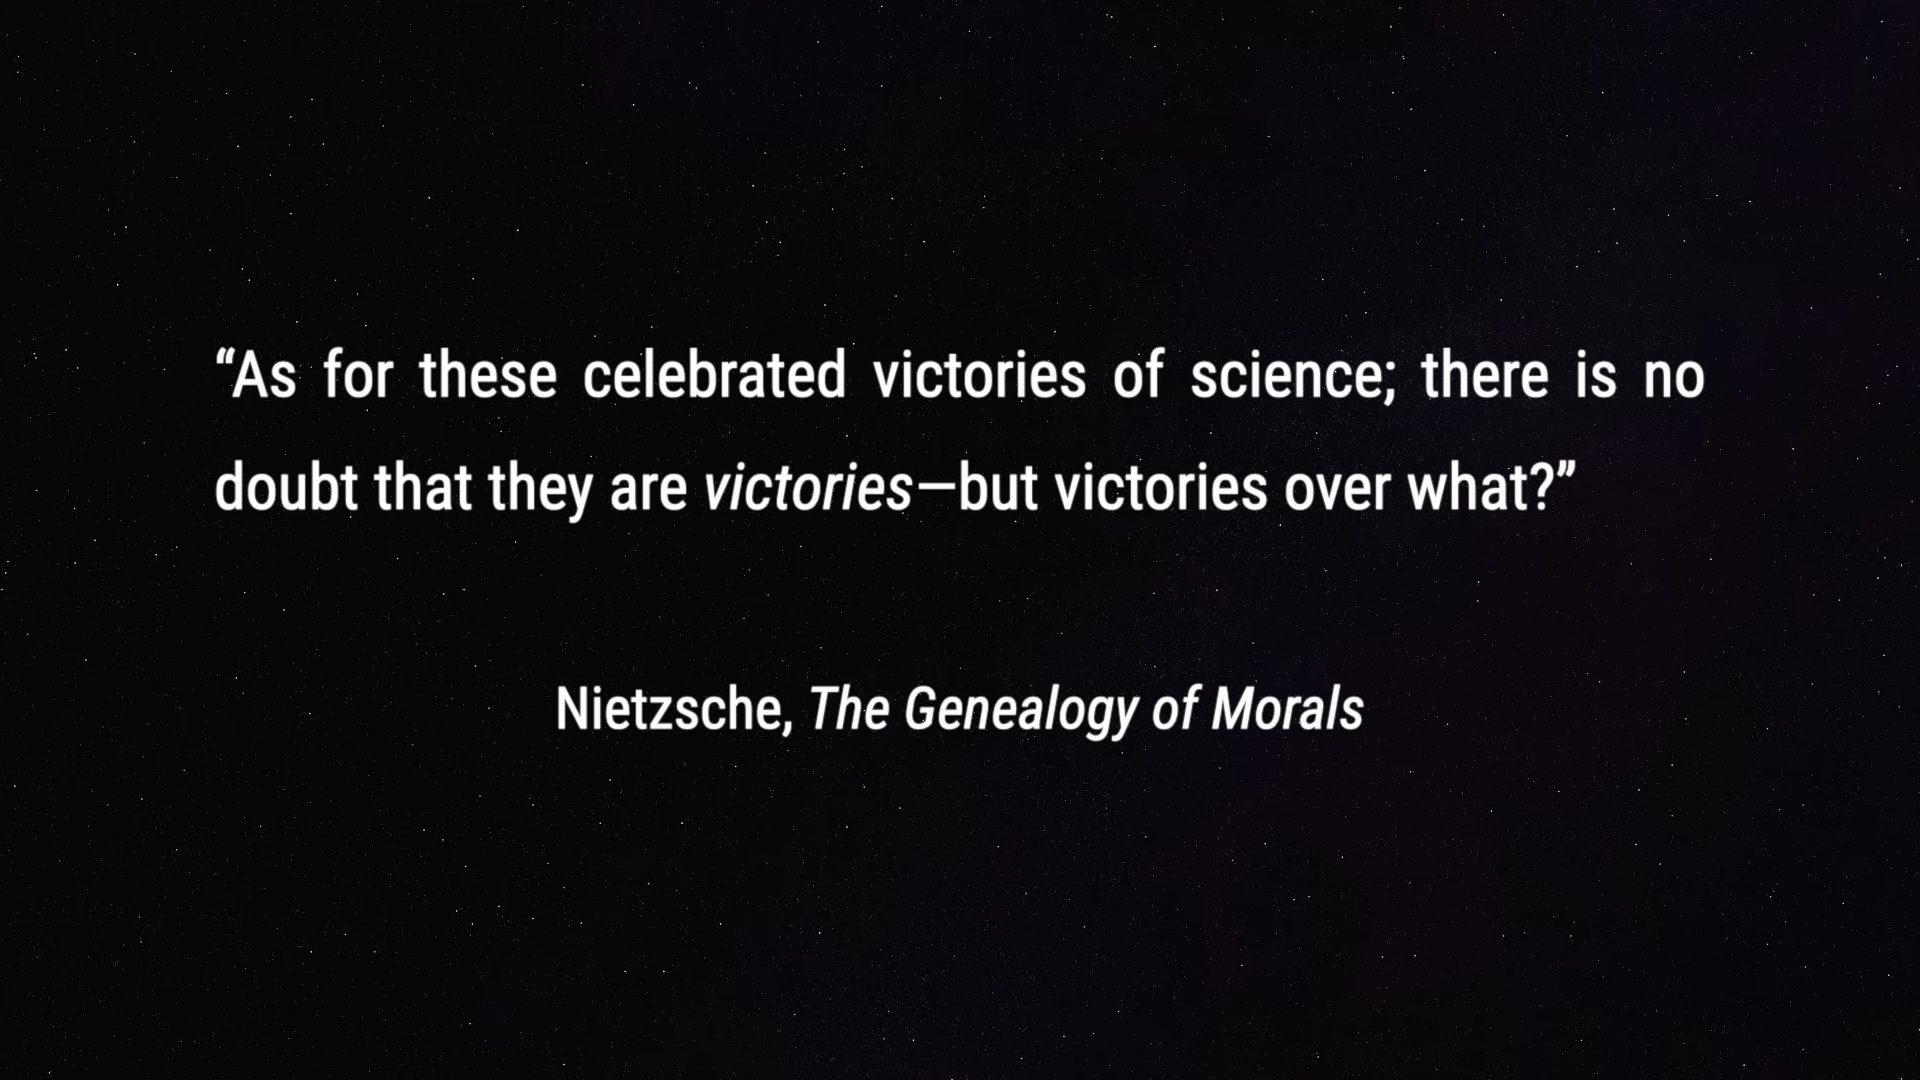 “As for these celebrated victories of science; there is no
doubt that they are victories—but victories over what?”
Nietzsche, The Genealogy of Morals